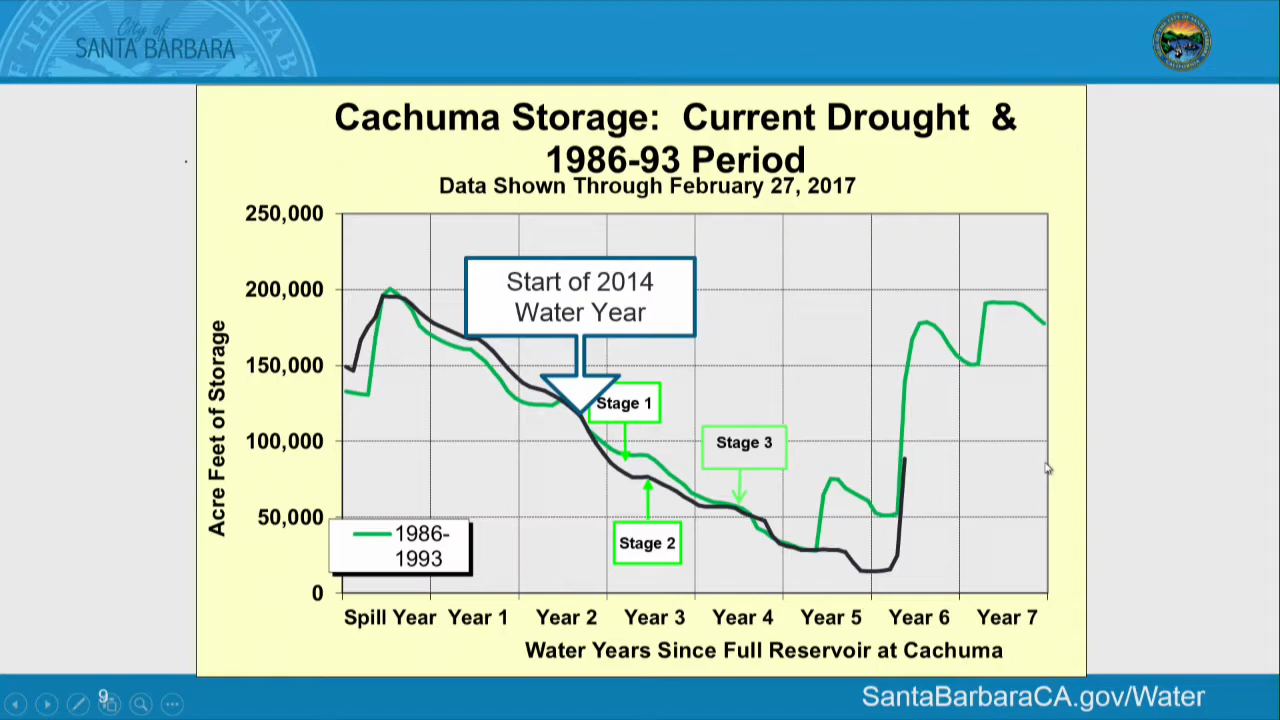 City of
SANTA BARBARA
Cachuma Storage: Current Drought &
1986-93 Period
Data Shown Through February 27, 2017
250,000
200,000
150,000
100,000
50,000
0
Acre Feet of Storage
Start of 2014
Water Year
Stage 1
Stage 3
Stage 2
1986-
1993
Spill Year Year 1 Year 2 Year 3 Year 4 Year 5 Year 6 Year 7
Water Years Since Full Reservoir at Cachuma
9
SantaBarbaraCA.gov/Water